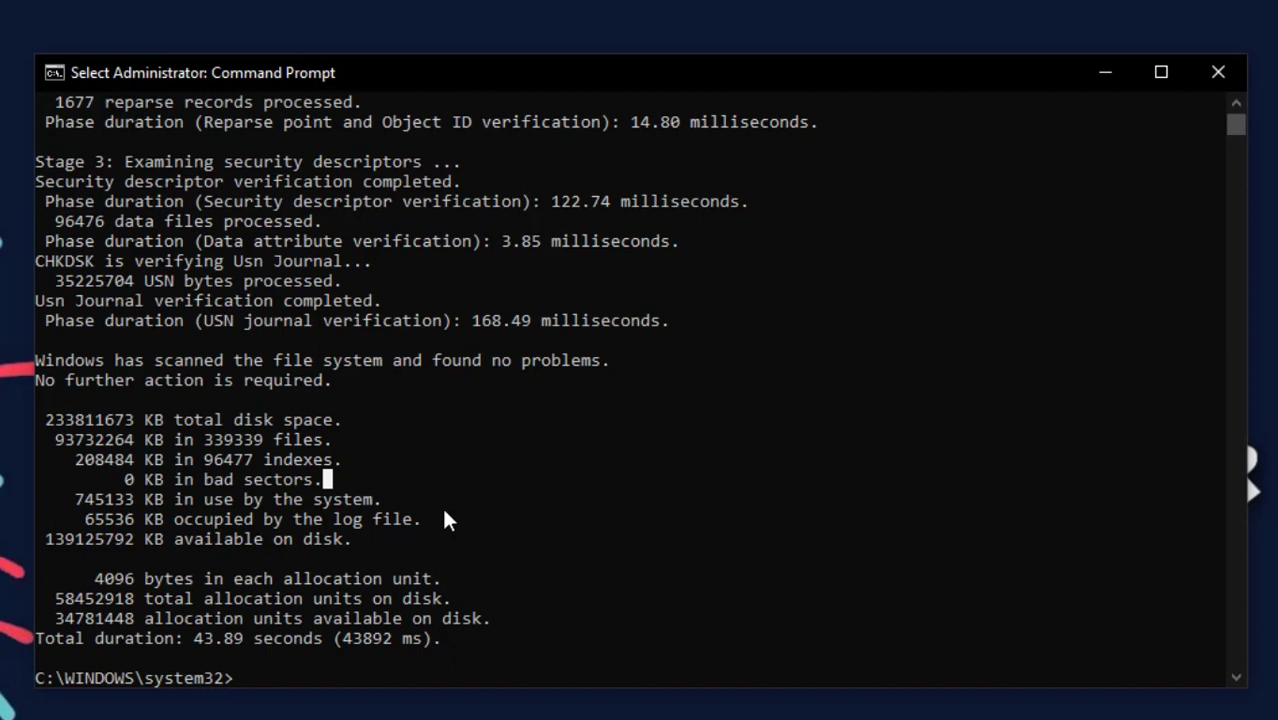 Select Administrator: Command Prompt
1677 reparse records processed.
Phase duration (Reparse point and Object ID verification): 14.80 milliseconds.
Stage 3: Examining security descriptors ...
Security descriptor verification completed.
Phase duration (Security descriptor verification): 122.74 milliseconds.
96476 data files processed.
Phase duration (Data attribute verification): 3.85 milliseconds.
CHKDSK is verifying Usn Journal...
35225704 USN bytes processed.
Usn Journal verification completed.
Phase duration (USN journal verification): 168.49 milliseconds.
Windows has scanned the file system and found no problems.
No further action is required.
233811673 KB total disk space.
93732264 KB in 339339 files.
208484 KB in 96477 indexes.
0 KB in bad sectors.
745133 KB in use by the system.
65536 KB occupied by the log file.
139125792 KB available on disk.
4096 bytes in each allocation unit.
58452918 total allocation units on disk.
34781448 allocation units available on disk.
Total duration: 43.89 seconds (43892 ms).
C:\WINDOWS\system32>